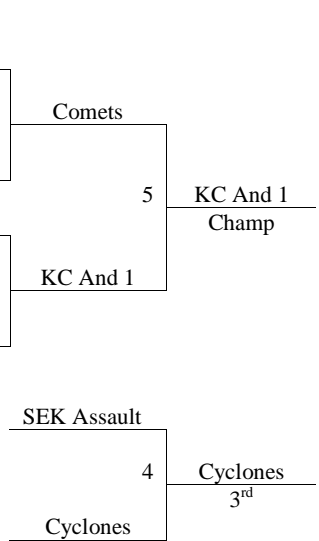 Comets
5
KC And 1
Champ
KC And 1
SEK Assault
4
Cyclones
3rd
Cyclones